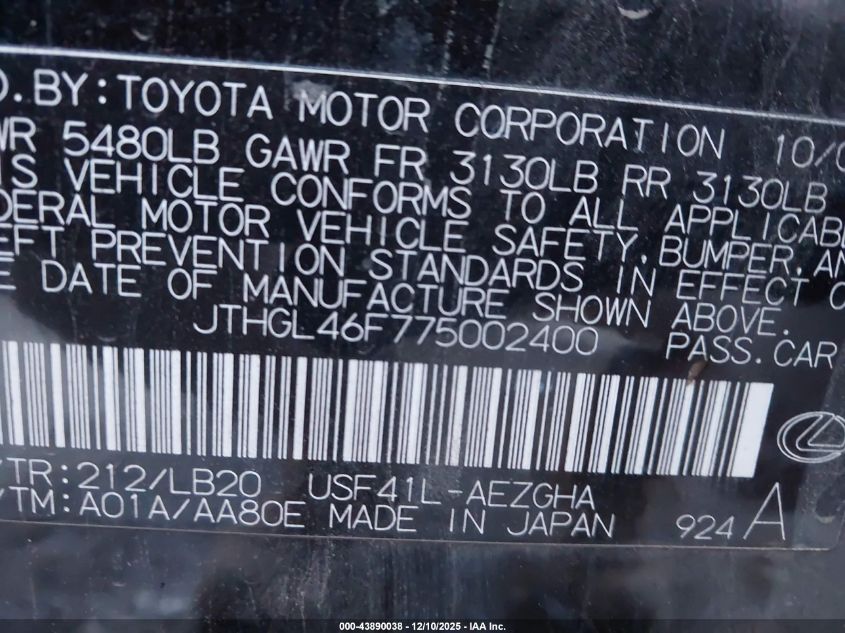 D.BY:TOYOTA MOTOR CORPORATION 10/0
WR 5480LB GAWR FR 3130LB RR 3130LB
IS VEHICLE CONFORMS TO ALL APPLICABL
DERAL MOTOR VEHICLE SAFETY,BUMPER,AN
EFT PREVENTION STANDARDS IN EFFECT O
E DATE OF MANUFACTURE SHOWN ABOVE.
JTHGL46F775002400 PASS.CAR
TR:212/LB20 USF41L-AEZGHA
/TM:A01A/AA80E MADE IN JAPAN 924 A
000-43890038 - 12/10/2025 - IAA Inc.